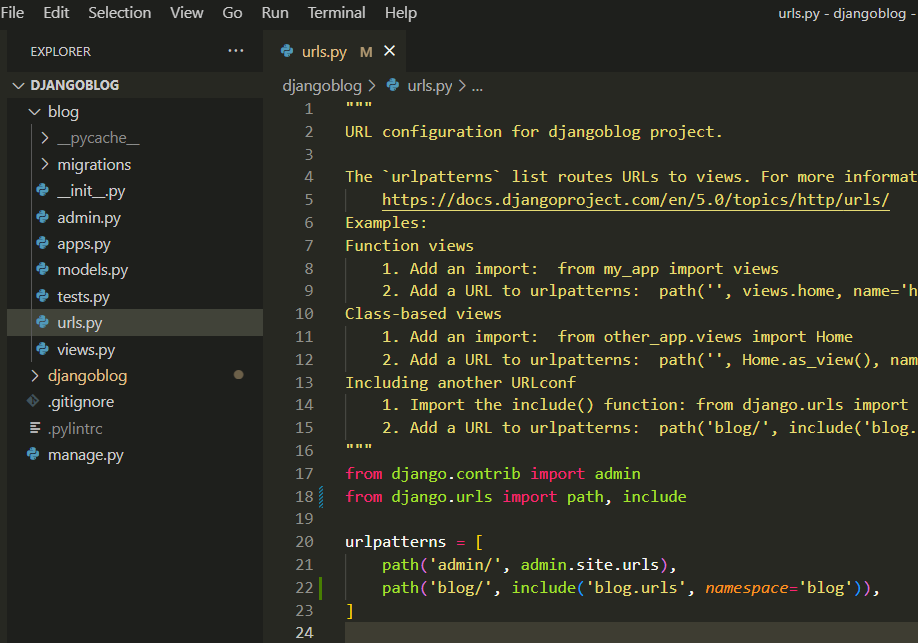 File Edit Selection View Go Run Terminal Help urls.py - djangoblog -
EXPLORER ...
DJANGOBLOG
blog
__pycache__
migrations
__init__.py
admin.py
apps.py
models.py
tests.py
urls.py
views.py
djangoblog
.gitignore
.pylintrc
manage.py
urls.py M
djangoblog > urls.py > ...
1 """
2 URL configuration for djangoblog project.
3
4 The `urlpatterns` list routes URLs to views. For more informat
5 https://docs.djangoproject.com/en/5.0/topics/http/urls/
6 Examples:
7 Function views
8 1. Add an import:  from my_app import views
9 2. Add a URL to urlpatterns:  path('', views.home, name='h
10 Class-based views
11 1. Add an import:  from other_app.views import Home
12 2. Add a URL to urlpatterns:  path('', Home.as_view(), nam
13 Including another URLconf
14 1. Import the include() function: from django.urls import
15 2. Add a URL to urlpatterns:  path('blog/', include('blog.
16 """
17 from django.contrib import admin
18 from django.urls import path, include
19
20 urlpatterns = [
21 path('admin/', admin.site.urls),
22 path('blog/', include('blog.urls', namespace='blog')),
23 ]
24